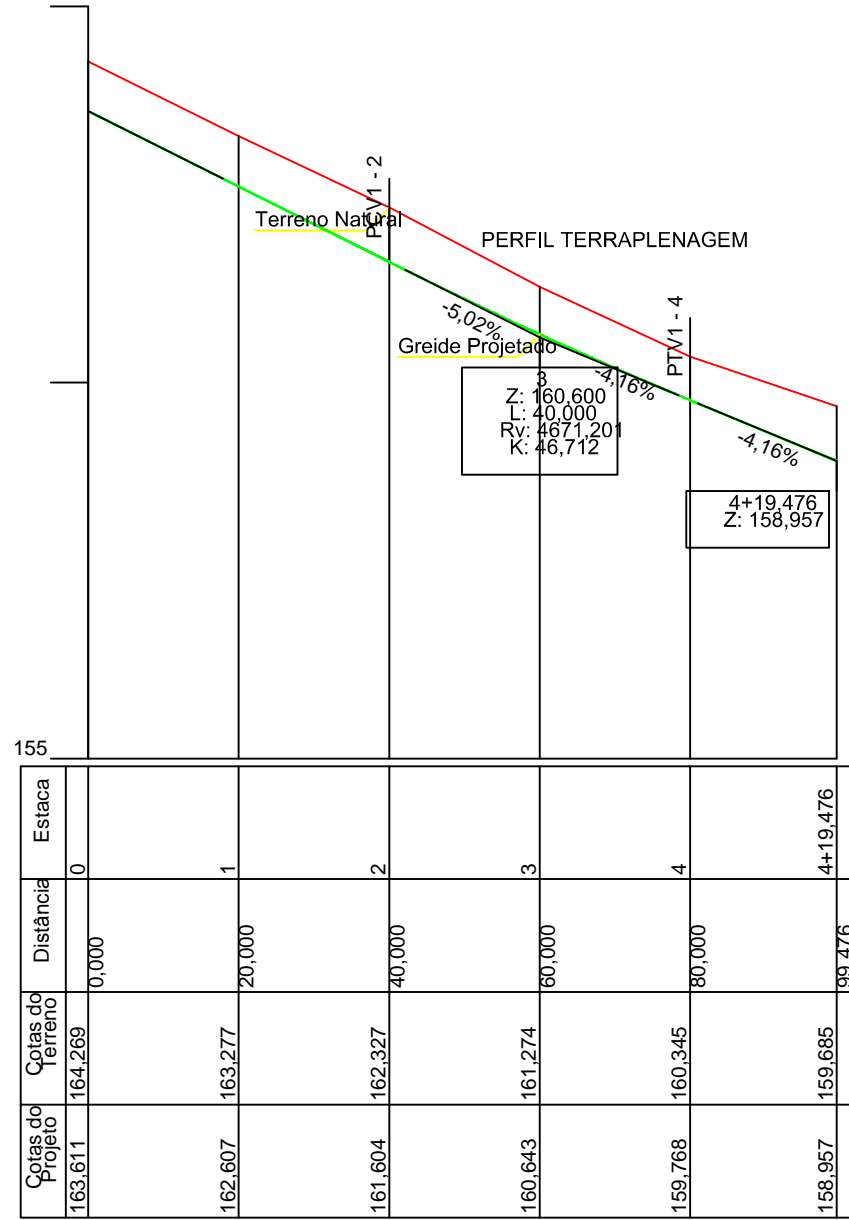 PCV1 - 2
Terreno Natural
PERFIL TERRAPLENAGEM
PTV1 - 4
-5,02%
Greide Projetado
-4,16%
3
Z: 160,600
L: 40,000
Rv: 4671,201
K: 46,712
-4,16%
4+19,476
Z: 158,957
155
Estaca
0
1
2
3
4
4+19,476
Distância
0,000
20,000
40,000
60,000
80,000
99,476
Cotas do
Terreno
164,269
163,277
162,327
161,274
160,345
159,685
Cotas do
Projeto
163,611
162,607
161,604
160,643
159,768
158,957